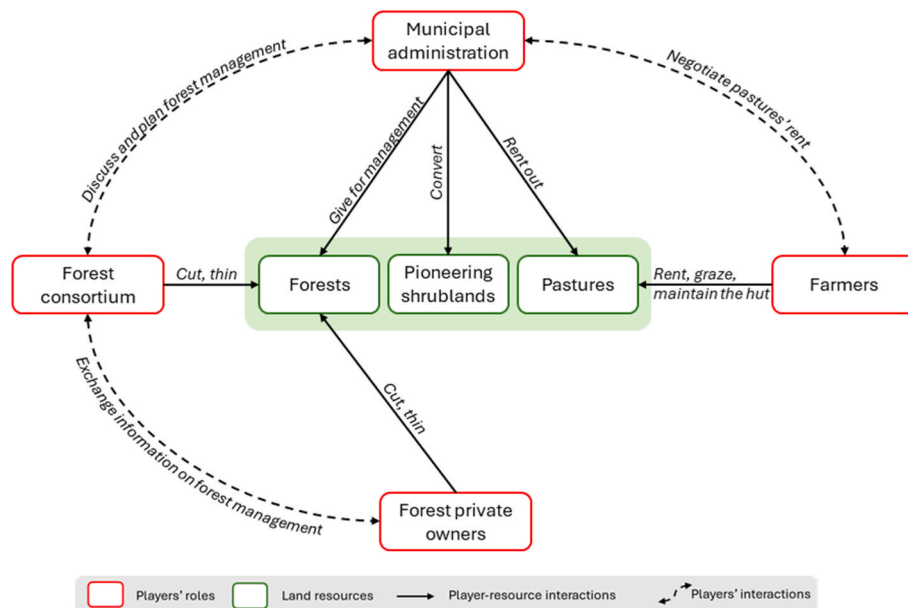 Municipal
administration
Discuss and plan forest management
Negotiate pastures' rent
Give for management
Convert
Rent out
Forest
consortium
Cut, thin
Forests
Pioneering
shrublands
Pastures
Rent, graze,
maintain the hut
Farmers
Exchange information on forest management
Cut, thin
Forest private
owners
Players' roles
Land resources
Player-resource interactions
Players' interactions